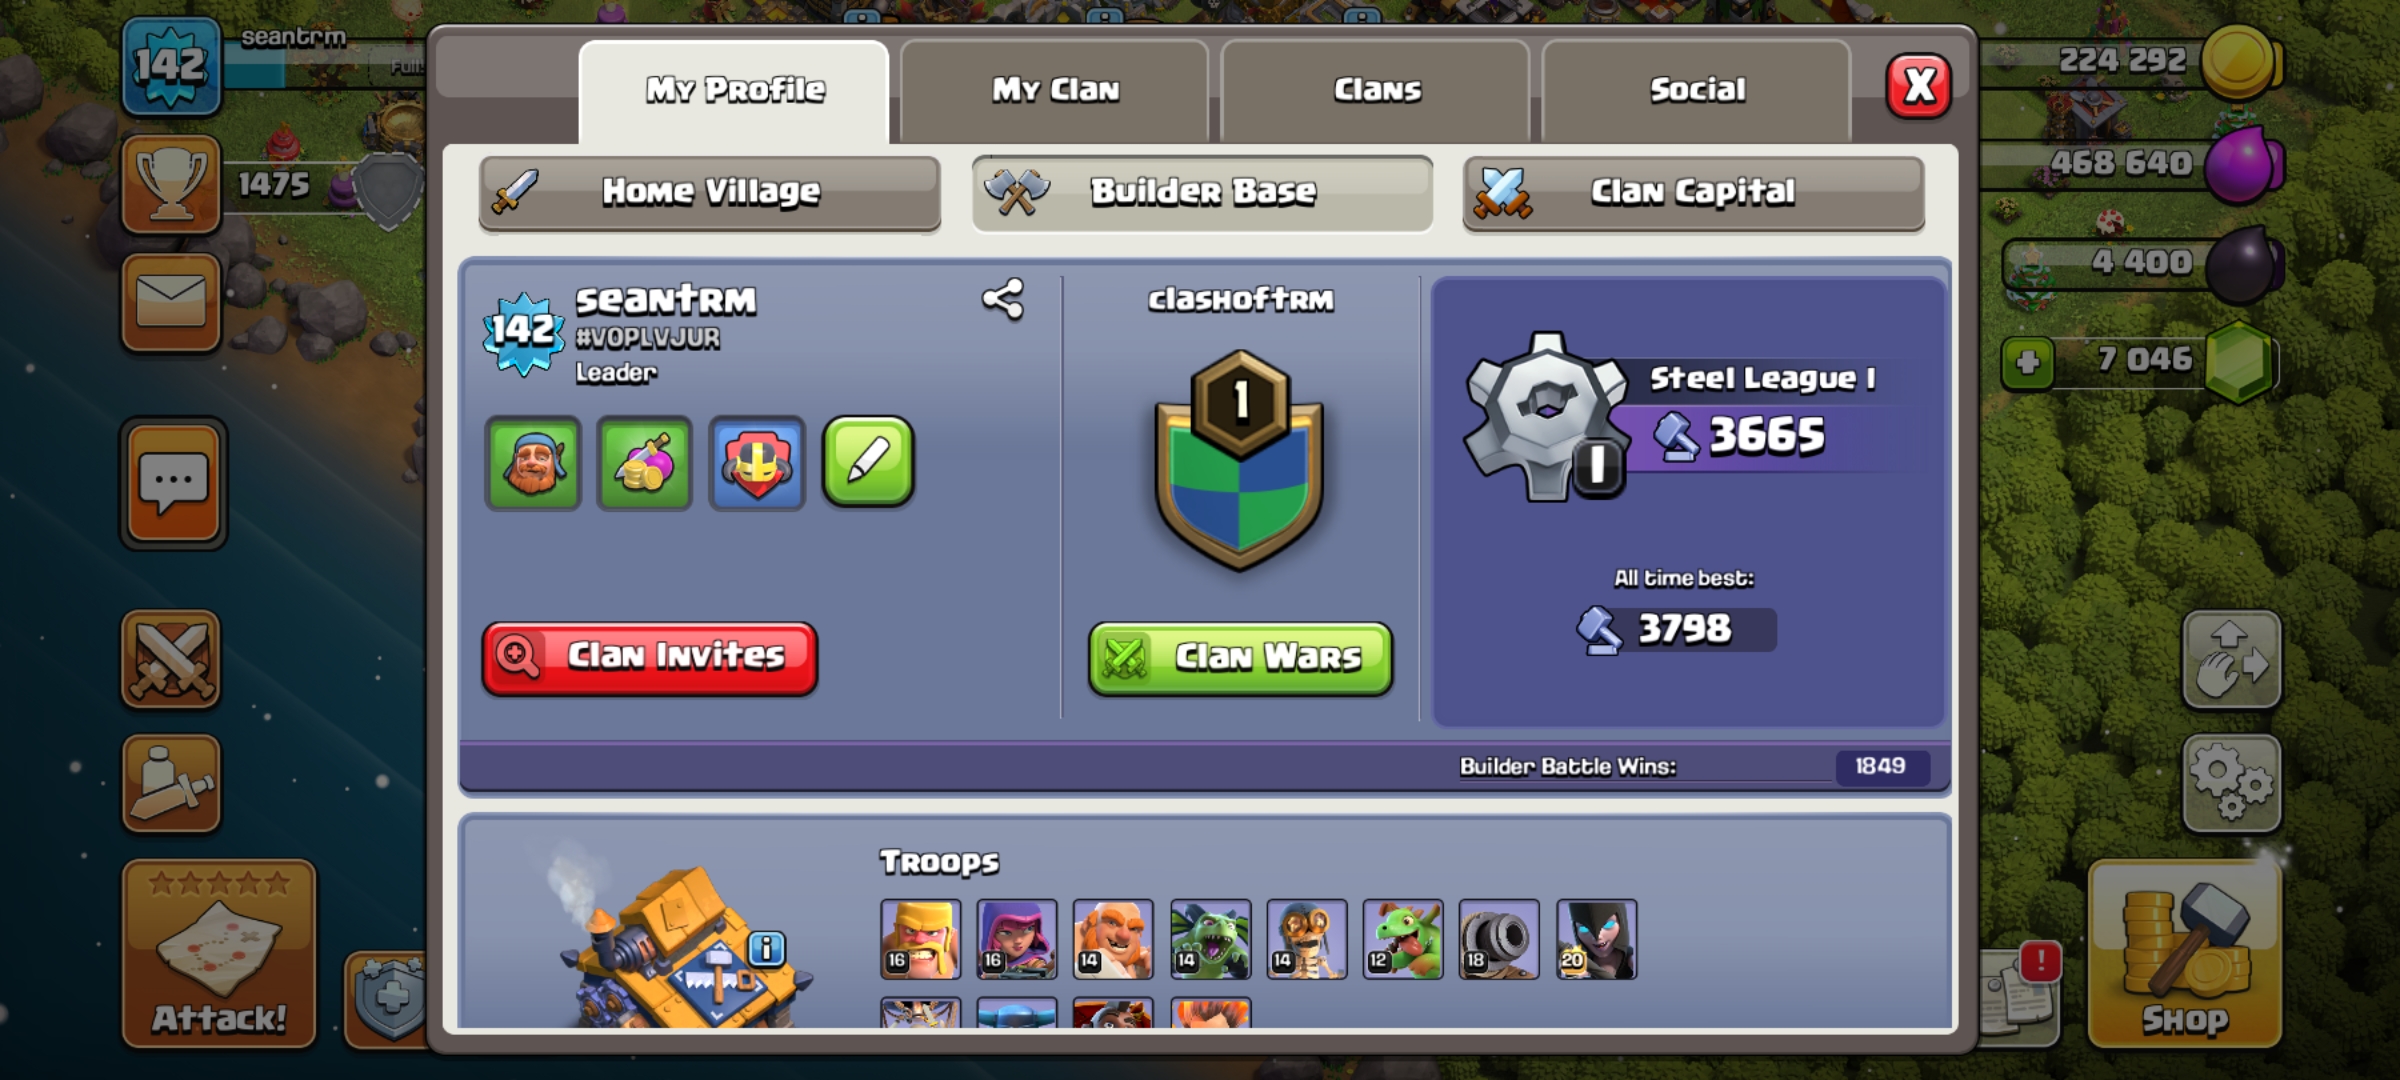 142
seantrm
Full!
1475
Attack!
My Profile
My Clan
Clans
Social
X
Home Village
Builder Base
Clan Capital
142
seantrm
#V0PLVJUR
Leader
Clan Invites
clashoftrm
1
Clan Wars
Steel League I
3665
I
All time best:
3798
Builder Battle Wins:
1849
Troops
i
16
16
14
14
14
12
18
20
224 292
468 640
4 400
+
7 046
!
Shop